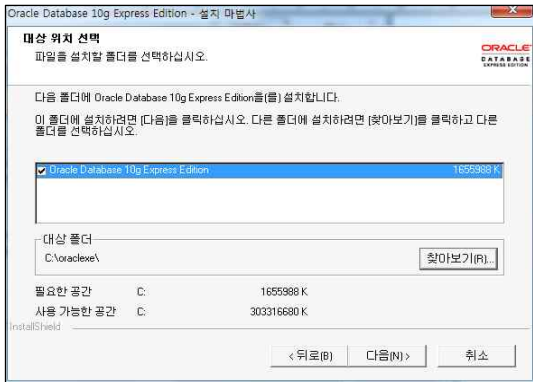 Oracle Database 10g Express Edition - 설치 마법사
대상 위치 선택
파일을 설치할 폴더를 선택하십시오.
ORACLE
DATABASE
EXPRESS EDITION
다음 폴더에 Oracle Database 10g Express Edition을(를) 설치합니다.
이 폴더에 설치하려면 [다음]을 클릭하십시오. 다른 폴더에 설치하려면 [찾아보기]를 클릭하고 다른
폴더를 선택하십시오.
Oracle Database 10g Express Edition 1655988 K
대상 폴더
C:\oraclexe\
찾아보기(R)...
필요한 공간 C: 1655988 K
사용 가능한 공간 C: 303316680 K
InstallShield
< 뒤로(B) 다음(N) > 취소